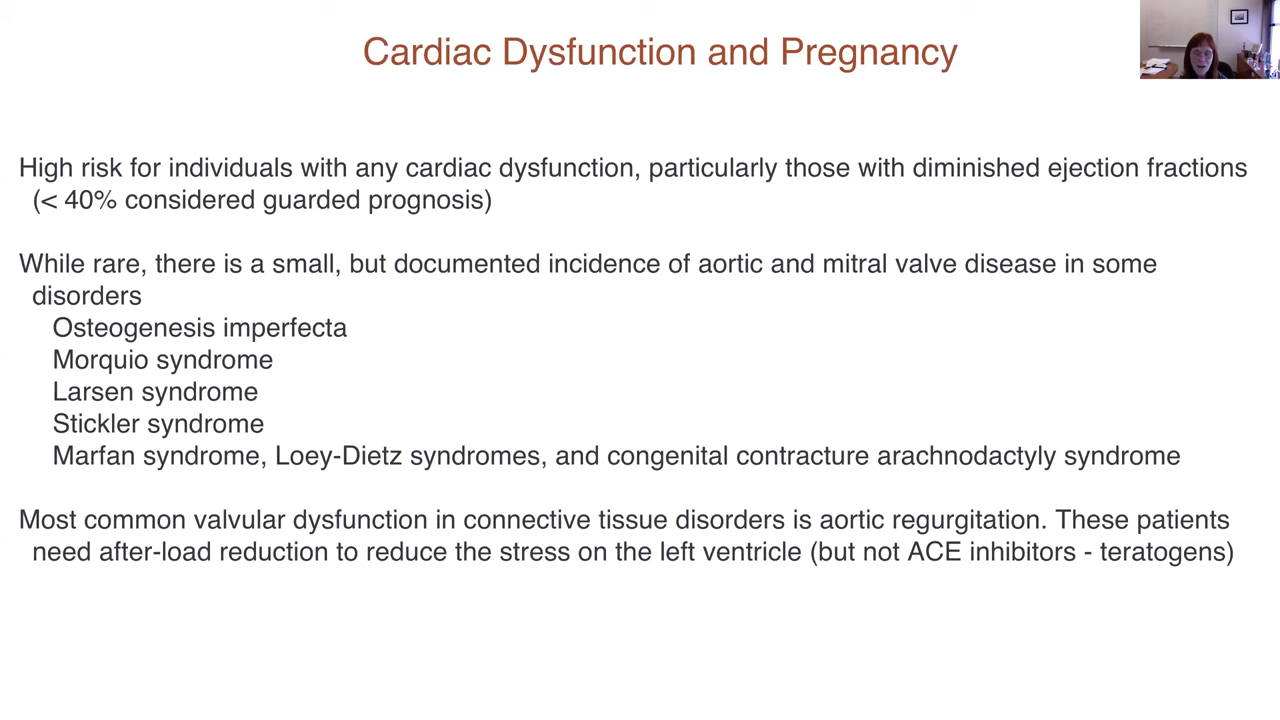 Cardiac Dysfunction and Pregnancy
High risk for individuals with any cardiac dysfunction, particularly those with diminished ejection fractions
(< 40% considered guarded prognosis)
While rare, there is a small, but documented incidence of aortic and mitral valve disease in some
disorders
Osteogenesis imperfecta
Morquio syndrome
Larsen syndrome
Stickler syndrome
Marfan syndrome, Loey-Dietz syndromes, and congenital contracture arachnodactyly syndrome
Most common valvular dysfunction in connective tissue disorders is aortic regurgitation. These patients
need after-load reduction to reduce the stress on the left ventricle (but not ACE inhibitors - teratogens)